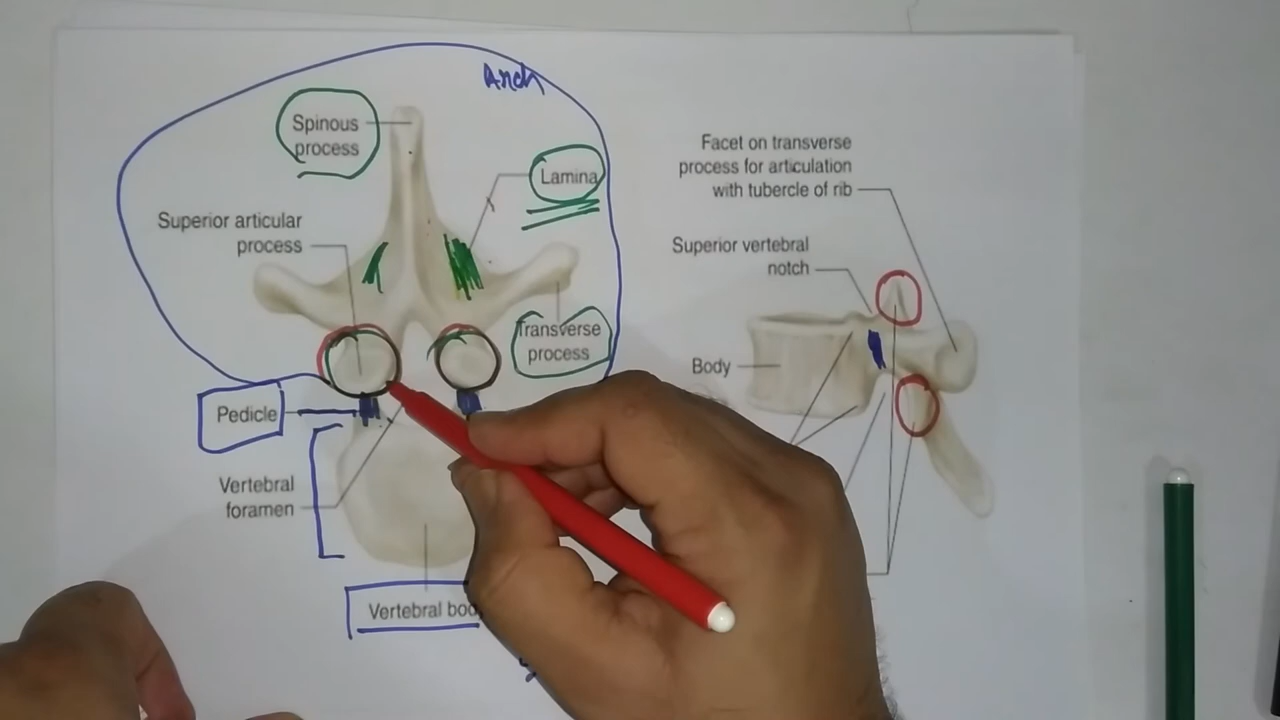 Arch
Spinous
process
Lamina
Superior articular
process
Transverse
process
Pedicle
Vertebral
foramen
Vertebral
Facet on transverse
process for articulation
with tubercle of rib
Superior vertebral
notch
Body